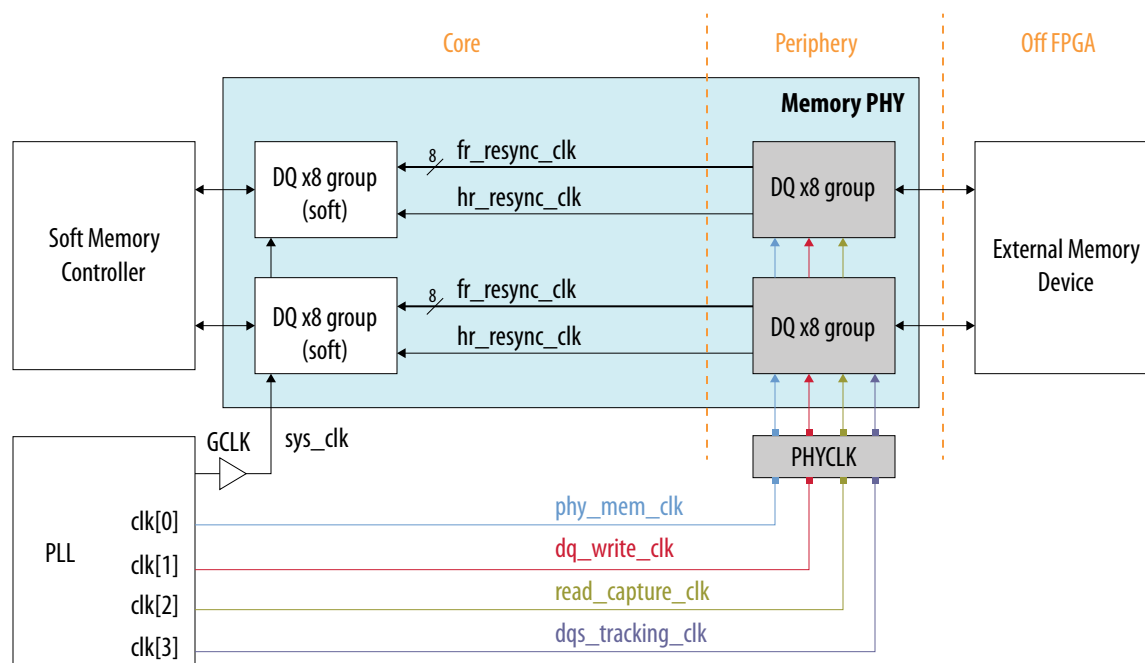 Core
Periphery
Off FPGA
Memory PHY
Soft Memory
Controller
DQ x8 group
(soft)
8
fr_resync_clk
hr_resync_clk
DQ x8 group
External Memory
Device
DQ x8 group
(soft)
8
fr_resync_clk
hr_resync_clk
DQ x8 group
GCLK
sys_clk
PHYCLK
PLL
clk[0]
phy_mem_clk
clk[1]
dq_write_clk
clk[2]
read_capture_clk
clk[3]
dqs_tracking_clk